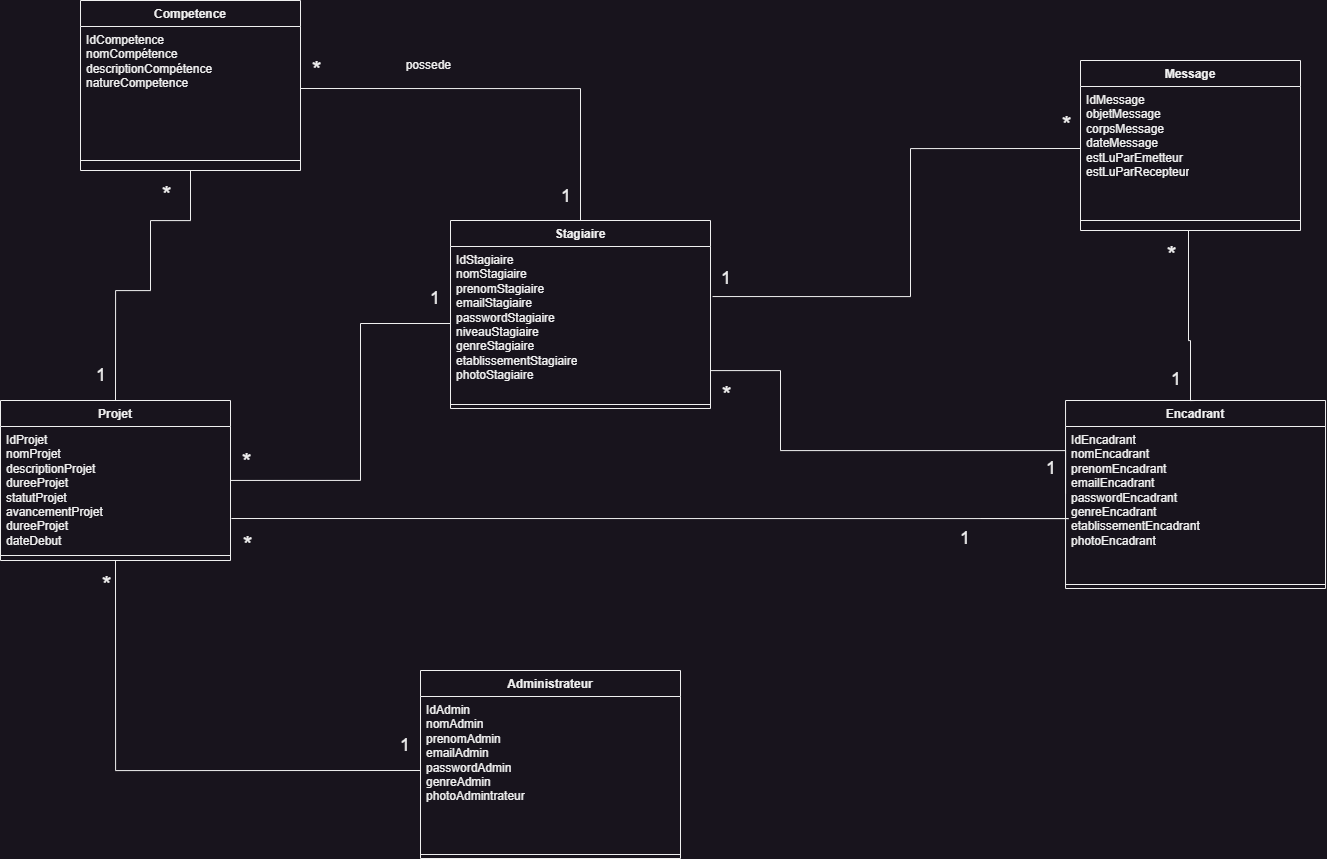 Competence
IdCompetence
nomCompétence
descriptionCompétence
natureCompetence
*
possede
*
1
Message
IdMessage
objetMessage
corpsMessage
dateMessage
estLuParEmetteur
estLuParRecepteur
*
*
1
Stagiaire
IdStagiaire
nomStagiaire
prenomStagiaire
emailStagiaire
passwordStagiaire
niveauStagiaire
genreStagiaire
etablissementStagiaire
photoStagiaire
1
1
*
1
Projet
IdProjet
nomProjet
descriptionProjet
dureeProjet
statutProjet
avancementProjet
dureeProjet
dateDebut
*
*
*
1
1
1
Encadrant
IdEncadrant
nomEncadrant
prenomEncadrant
emailEncadrant
passwordEncadrant
genreEncadrant
etablissementEncadrant
photoEncadrant
1
Administrateur
IdAdmin
nomAdmin
prenomAdmin
emailAdmin
passwordAdmin
genreAdmin
photoAdmintrateur